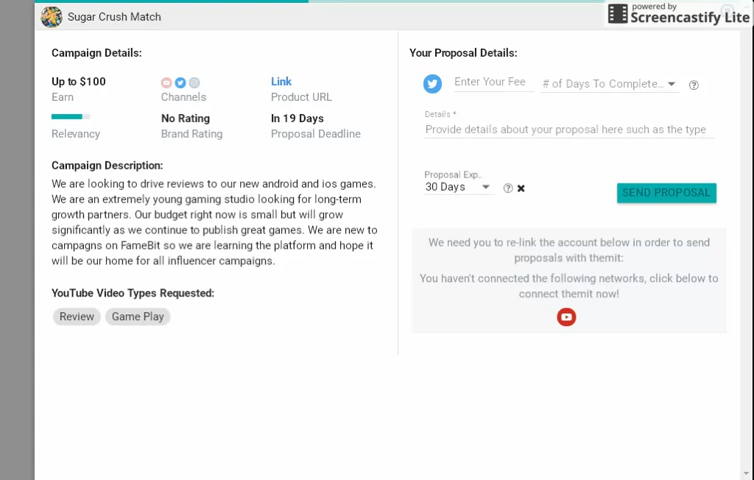 Sugar Crush Match
powered by
Screencastify Lite
Campaign Details:
Up to $100
Earn
Channels
Link
Product URL
Relevancy
No Rating
Brand Rating
In 19 Days
Proposal Deadline
Campaign Description:
We are looking to drive reviews to our new android and ios games.
We are an extremely young gaming studio looking for long-term
growth partners. Our budget right now is small but will grow
significantly as we continue to publish great games. We are new to
campaigns on FameBit so we are learning the platform and hope it
will be our home for all influencer campaigns.
YouTube Video Types Requested:
Review
Game Play
Your Proposal Details:
Enter Your Fee
# of Days To Complete...
Details *
Provide details about your proposal here such as the type
Proposal Exp..
30 Days
SEND PROPOSAL
We need you to re-link the account below in order to send
proposals with themit:
You haven't connected the following networks, click below to
connect themit now!